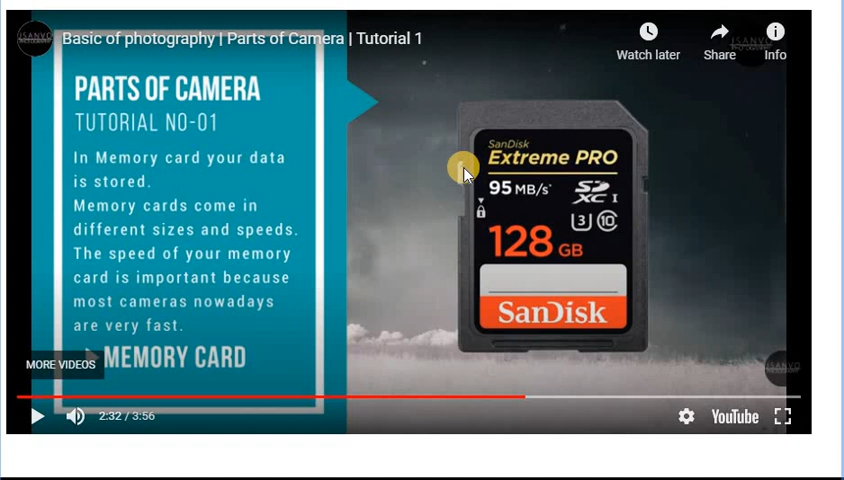 Basic of photography | Parts of Camera | Tutorial 1
Watch later
Share
Info
PARTS OF CAMERA
TUTORIAL NO-01
In Memory card your data
is stored.
Memory cards come in
different sizes and speeds.
The speed of your memory
card is important because
most cameras nowadays
are very fast.
MEMORY CARD
SanDisk
Extreme PRO
95 MB/s*
SD
XC I
3 10
128 GB
SanDisk
MORE VIDEOS
2:32 / 3:56
YouTube